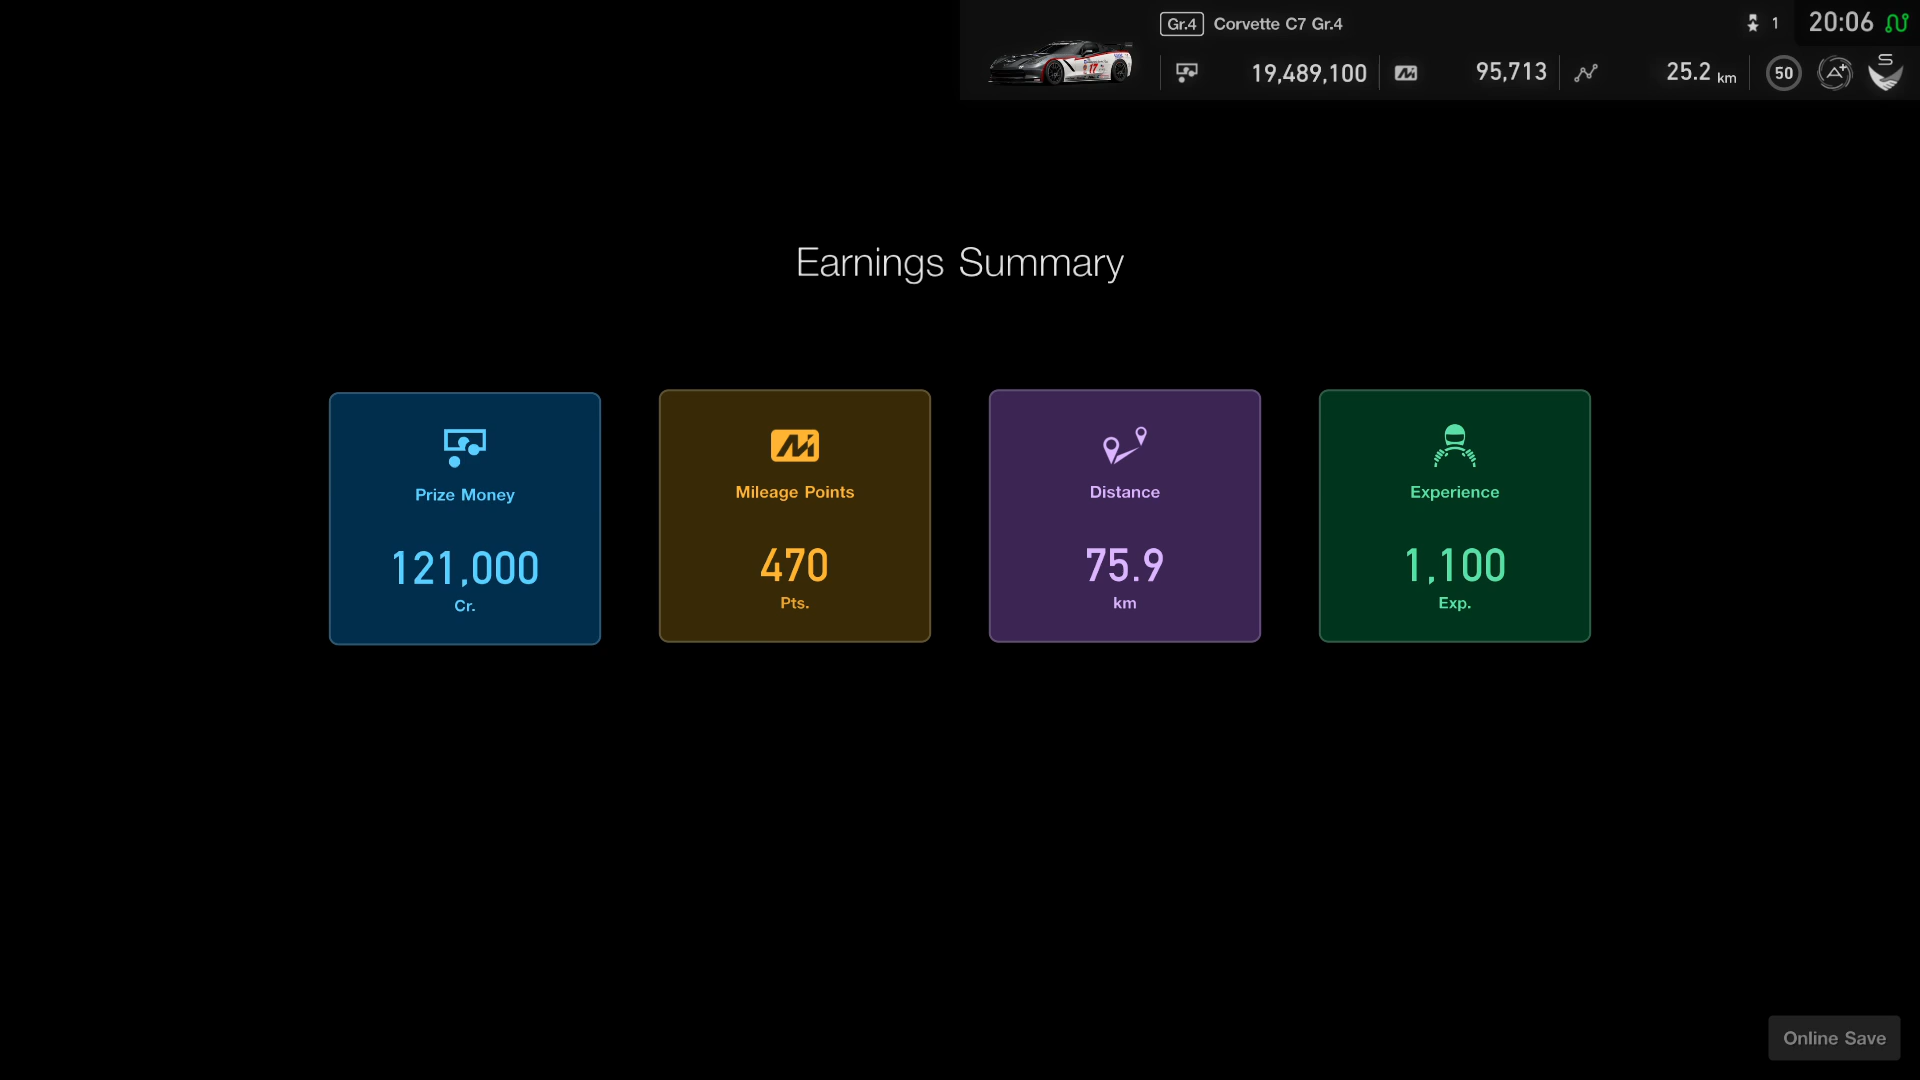 Gr.4 Corvette C7 Gr.4
1
20:06
19,489,100
95,713
25.2 km
50
A+
S
Earnings Summary
Prize Money
121,000
Cr.
Mileage Points
470
Pts.
Distance
75.9
km
Experience
1,100
Exp.
Online Save